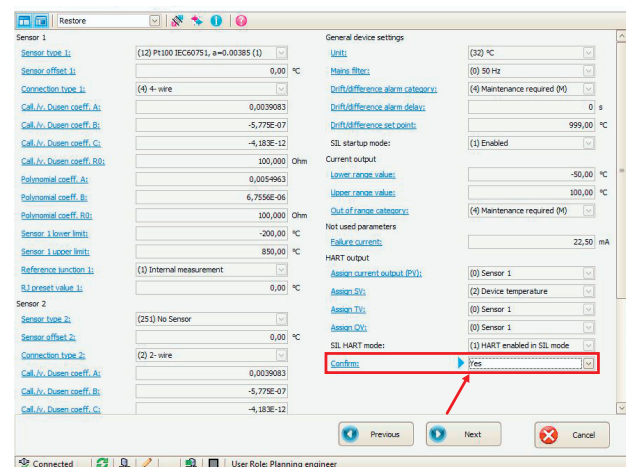 Restore
Sensor 1
Sensor type 1: (12) Pt100 IEC60751, a=0.00385 (1)
Sensor offset 1: 0,00 °C
Connection type 1: (4) 4- wire
Call./v. Dusen coeff. A: 0,0039083
Call./v. Dusen coeff. B: -5,775E-07
Call./v. Dusen coeff. C: -4,183E-12
Call./v. Dusen coeff. R0: 100,000 Ohm
Polynomial coeff. A: 0,0054963
Polynomial coeff. B: 6,7556E-06
Polynomial coeff. R0: 100,000 Ohm
Sensor 1 lower limit: -200,00 °C
Sensor 1 upper limit: 850,00 °C
Reference junction 1: (1) Internal measurement
RJ preset value 1: 0,00 °C
Sensor 2
Sensor type 2: (251) No Sensor
Sensor offset 2: 0,00 °C
Connection type 2: (2) 2- wire
Call./v. Dusen coeff. A: 0,0039083
Call./v. Dusen coeff. B: -5,775E-07
Call./v. Dusen coeff. C: -4,183E-12
General device settings
Unit: (32) °C
Mains filter: (0) 50 Hz
Drift/difference alarm category: (4) Maintenance required (M)
Drift/difference alarm delay: 0 s
Drift/difference set point: 999,00 °C
SIL startup mode: (1) Enabled
Current output
Lower range value: -50,00 °C
Upper range value: 100,00 °C
Out of range category: (4) Maintenance required (M)
Not used parameters
Failure current: 22,50 mA
HART output
Assign current output (PV): (0) Sensor 1
Assign SV: (2) Device temperature
Assign TV: (0) Sensor 1
Assign QV: (0) Sensor 1
SIL HART mode: (1) HART enabled in SIL mode
Confirm: Yes
Previous Next Cancel
Connected User Role: Planning engineer